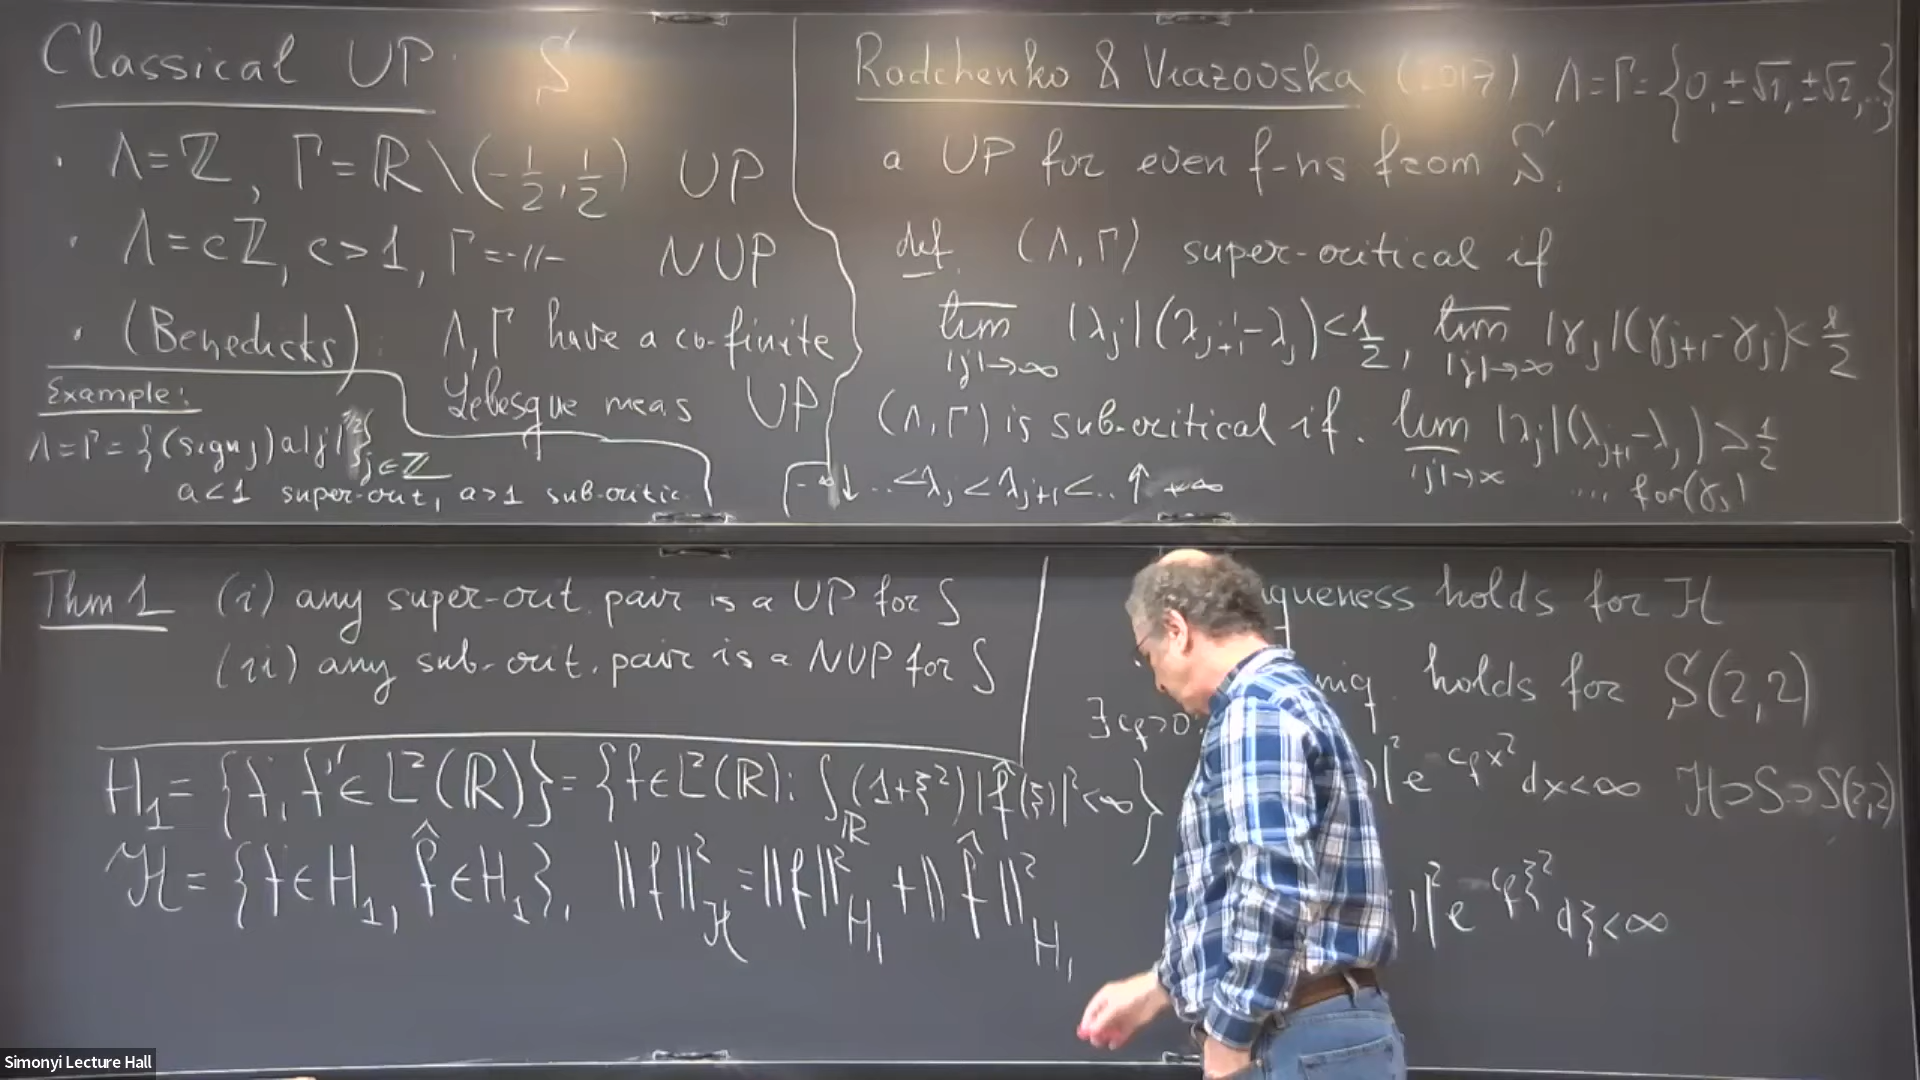 Classical UP: S
· Λ=ℤ, Γ=ℝ\(-1/2, 1/2) UP
· Λ=cℤ, c>1, Γ=-//- NUP
· (Benedicks): Λ,Γ have a co-finite
Lebesgue meas UP
Example:
Λ=Γ={(sign j)a|j|^{1/2}}_{j∈ℤ}
a<1 super-crit, a>1 sub-critic.
Radchenko & Viazovska (2017) Λ=Γ={0,±√1,±√2,..}
a UP for even f-ns from S.
def. (Λ,Γ) super-critical if
lim |λ_j|(λ_{j+1}-λ_j)<1/2, lim |γ_j|(γ_{j+1}-γ_j)<1/2
|j|→∞ |j|→∞
(Λ,Γ) is sub-critical if. lim |λ_j|(λ_{j+1}-λ_j)>1/2
|j|→∞
-∞↓..<λ_j<λ_{j+1}<..↑+∞
.... for (γ_j)
Thm 1 (i) any super-crit. pair is a UP for S
(ii) any sub-crit. pair is a NUP for S
H_1={f, f'∈L²(ℝ)}={f∈L²(ℝ): ∫_ℝ(1+ξ²)|f̂(ξ)|²<∞}
ℋ={f∈H_1, f̂∈H_1}, ||f||²_ℋ=||f||²_{H_1}+||f̂||²_{H_1}
holds for ℋ
holds for S(2,2)
∃c_f>0:
|² e^{c_f x²}dx<∞ ℋ⊃S⊃S(2,2)
)|² e^{c_f ξ²}dξ<∞
Simonyi Lecture Hall